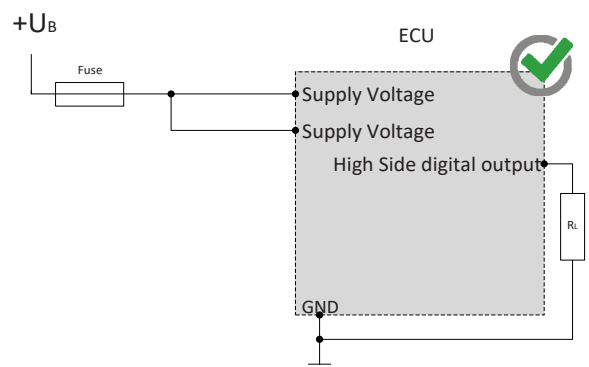 +UB
ECU
Fuse
Supply Voltage
Supply Voltage
High Side digital output
RL
GND